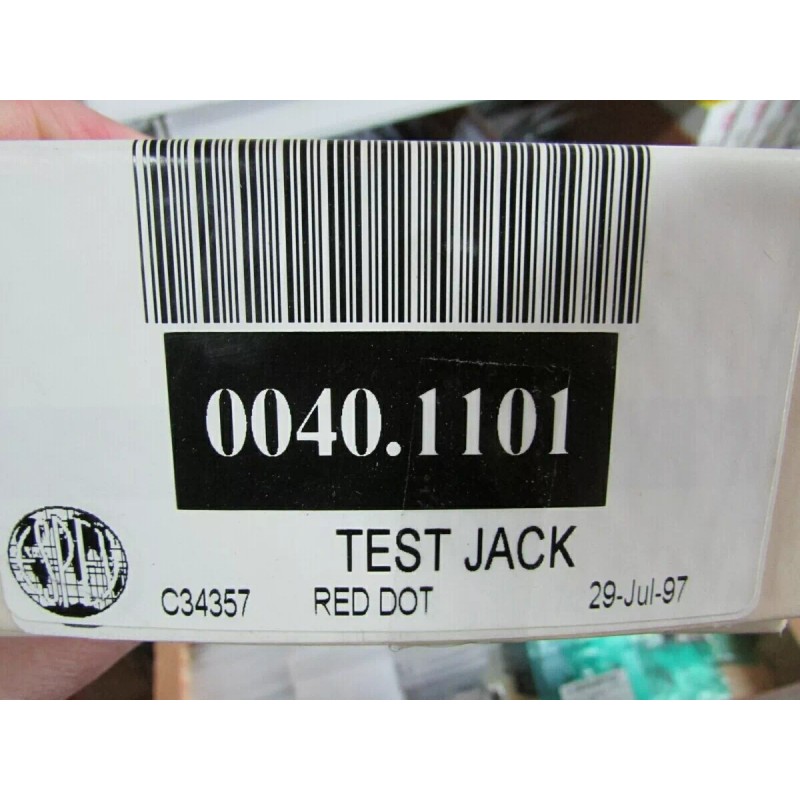 0040.1101
TEST JACK
C34357 RED DOT 29-Jul-97